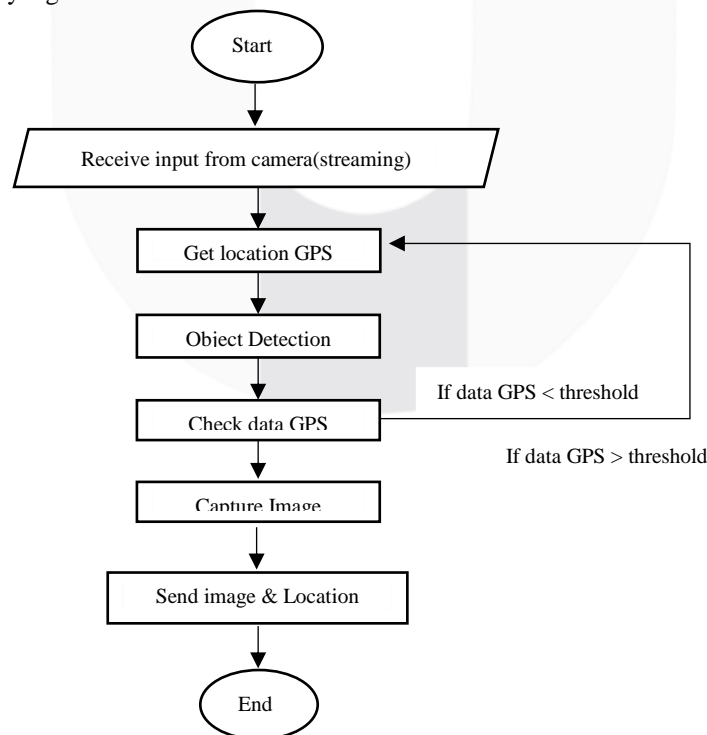 Start
Receive input from camera(streaming)
Get location GPS
Object Detection
Check data GPS
If data GPS < threshold
If data GPS > threshold
Capture Image
Send image & Location
End